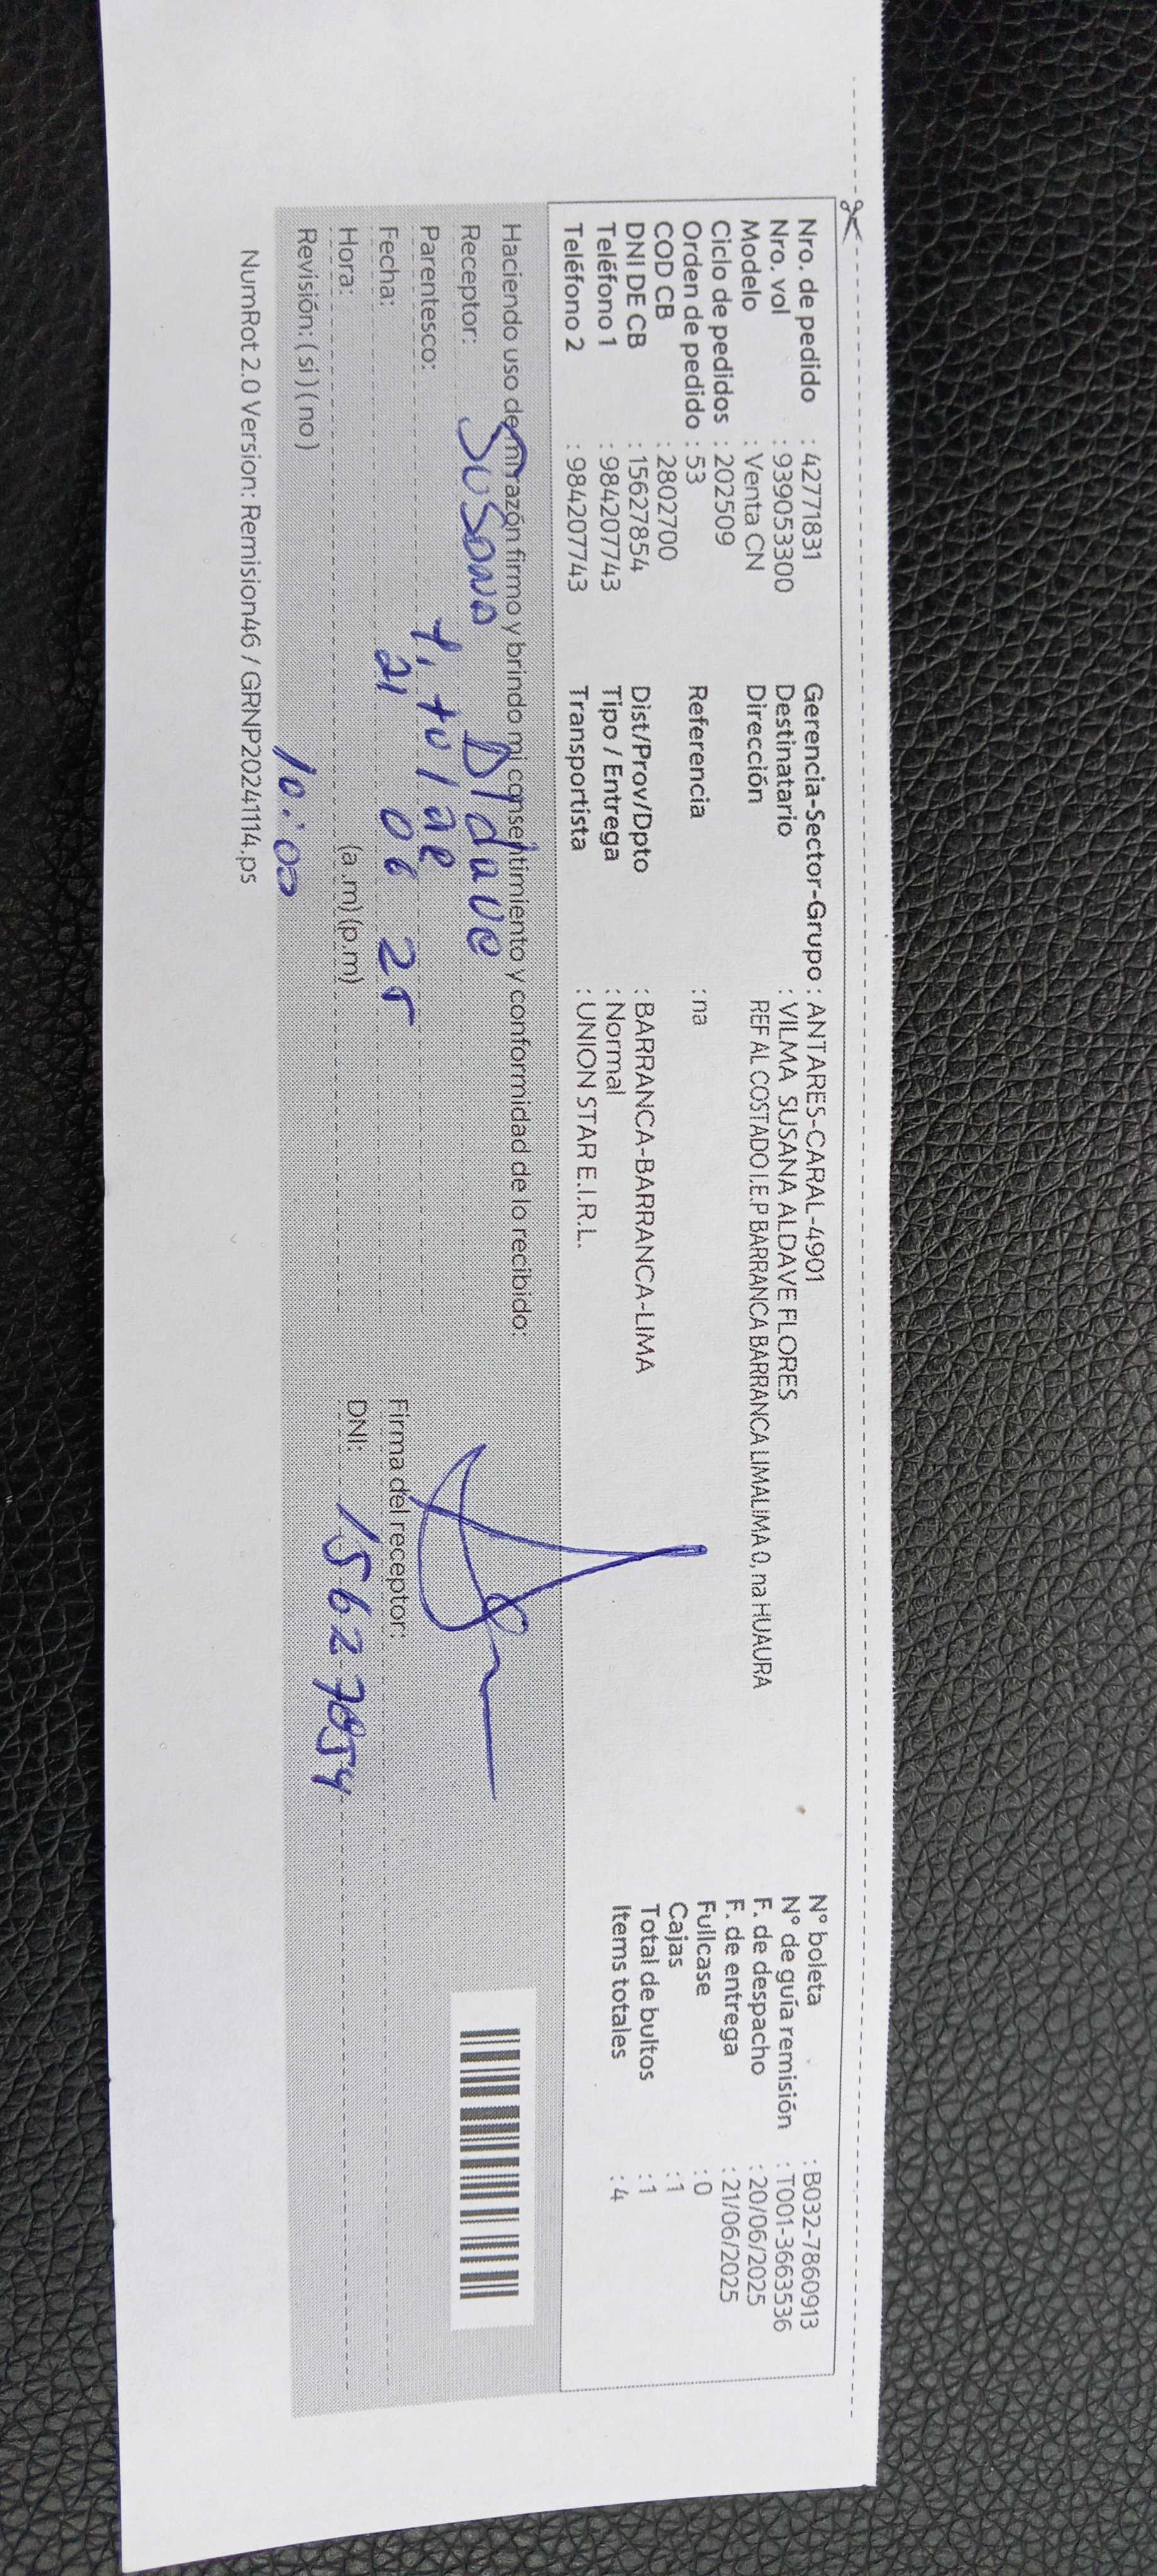 Nro. de pedido : 42771831
Nro. vol : 939053300
Modelo : Venta CN
Ciclo de pedidos : 202509
Orden de pedido : 53
COD CB : 2802700
DNI DE CB : 15627854
Teléfono 1 : 984207743
Teléfono 2 : 984207743
Gerencia-Sector-Grupo : ANTARES-CARAL-4901
Destinatario : VILMA SUSANA ALDAVE FLORES
Dirección REF AL COSTADO I.E.P BARRANCA BARRANCA LIMALIMA 0, na HUAURA
Referencia : na
Dist/Prov/Dpto : BARRANCA-BARRANCA-LIMA
Tipo / Entrega : Normal
Transportista : UNION STAR E.I.R.L.
N° boleta : B032-7860913
N° de guía remisión : T001-3663536
F. de despacho : 20/06/2025
F. de entrega : 21/06/2025
Fullcase : 0
Cajas : 1
Total de bultos : 1
Items totales : 4
Haciendo uso de mi razón firmo y brindo mi consentimiento y conformidad de lo recibido:
Receptor: Susana Aldave
Parentesco: titular
Fecha: 21 06 25
Hora: 10:00 (a.m) (p.m)
Revisión: ( si ) ( no )
Firma del receptor:
DNI: 15627854
NumRot 2.0 Version: Remision46 / GRNP20241114.ps